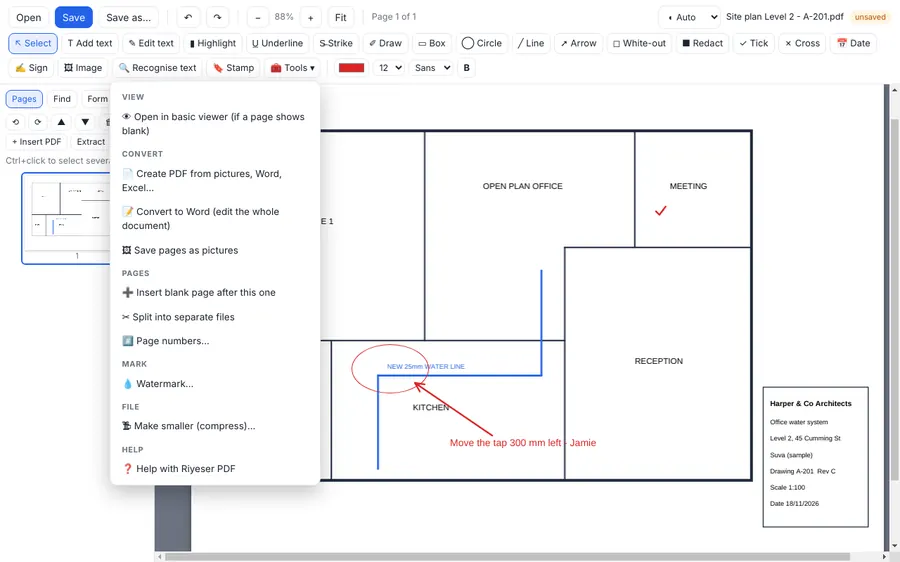 Open Save Save as... ↶ ↷ − 88% + Fit Page 1 of 1 Auto Site plan Level 2 - A-201.pdf unsaved
Select T Add text Edit text Highlight U Underline S Strike Draw Box Circle Line Arrow White-out Redact Tick Cross Date
Sign Image Recognise text Stamp Tools ▾ 12 Sans B
Pages Find Form
+ Insert PDF Extract
Ctrl+click to select severa
1
VIEW
Open in basic viewer (if a page shows
blank)
CONVERT
Create PDF from pictures, Word,
Excel...
Convert to Word (edit the whole
document)
Save pages as pictures
PAGES
Insert blank page after this one
Split into separate files
Page numbers...
MARK
Watermark...
FILE
Make smaller (compress)...
HELP
Help with Riyeser PDF
E 1
OPEN PLAN OFFICE
MEETING
NEW 25mm WATER LINE
RECEPTION
KITCHEN
Move the tap 300 mm left - Jamie
Harper & Co Architects
Office water system
Level 2, 45 Cumming St
Suva (sample)
Drawing A-201 Rev C
Scale 1:100
Date 18/11/2026